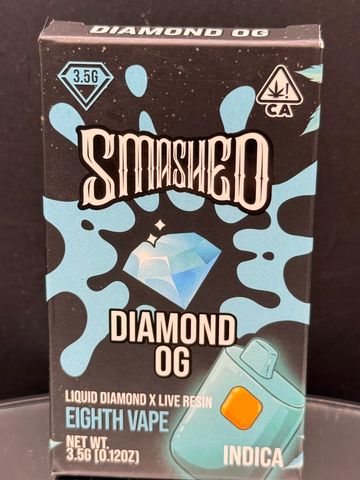 DIAMOND OG
3.5G
CA
SMASHED
DIAMOND
OG
LIQUID DIAMOND X LIVE RESIN
EIGHTH VAPE
NET WT.
3.5G (0.12OZ)
INDICA